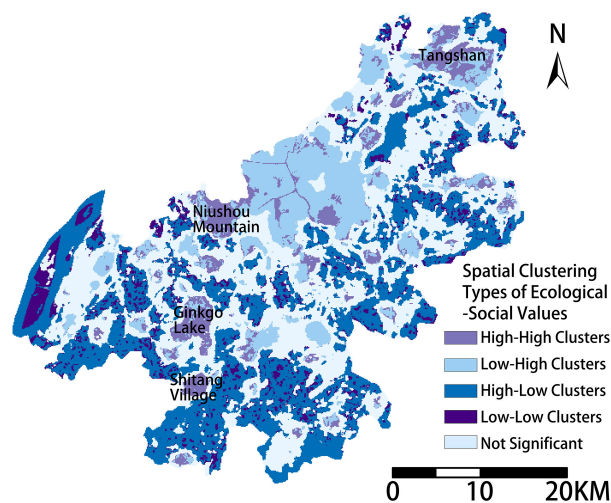 N
Tangshan
Niushou
Mountain
Ginkgo
Lake
Shitang
Village
Spatial Clustering
Types of Ecological
-Social Values
High-High Clusters
Low-High Clusters
High-Low Clusters
Low-Low Clusters
Not Significant
0 10 20KM